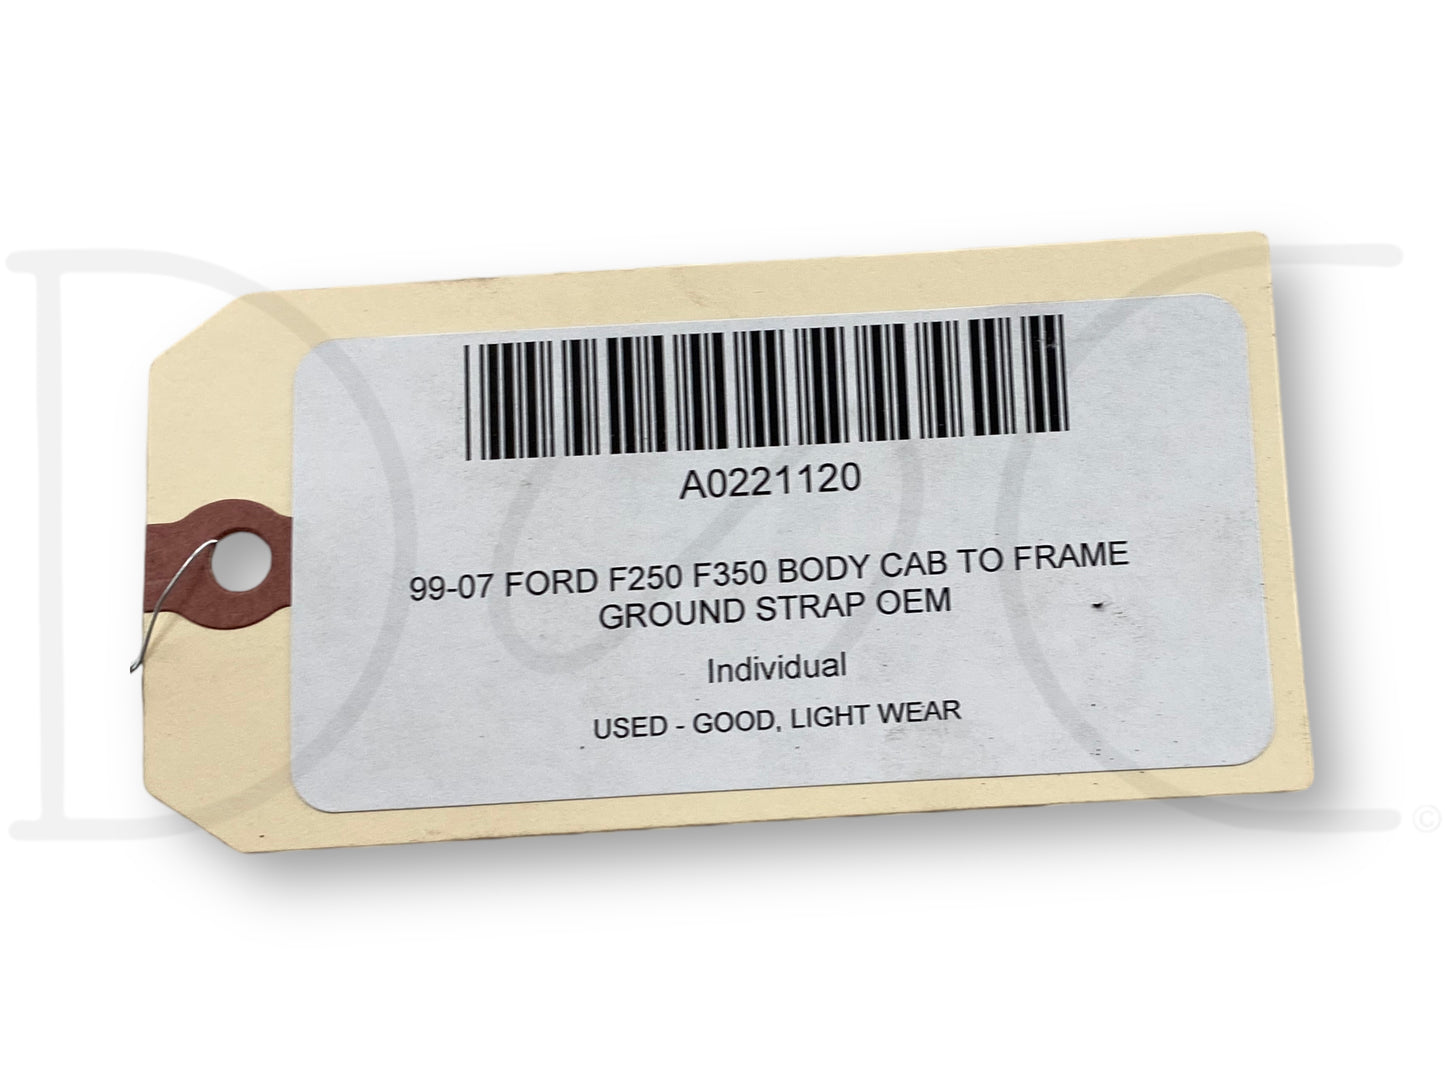 A0221120
99-07 FORD F250 F350 BODY CAB TO FRAME
GROUND STRAP OEM
Individual
USED - GOOD, LIGHT WEAR
©